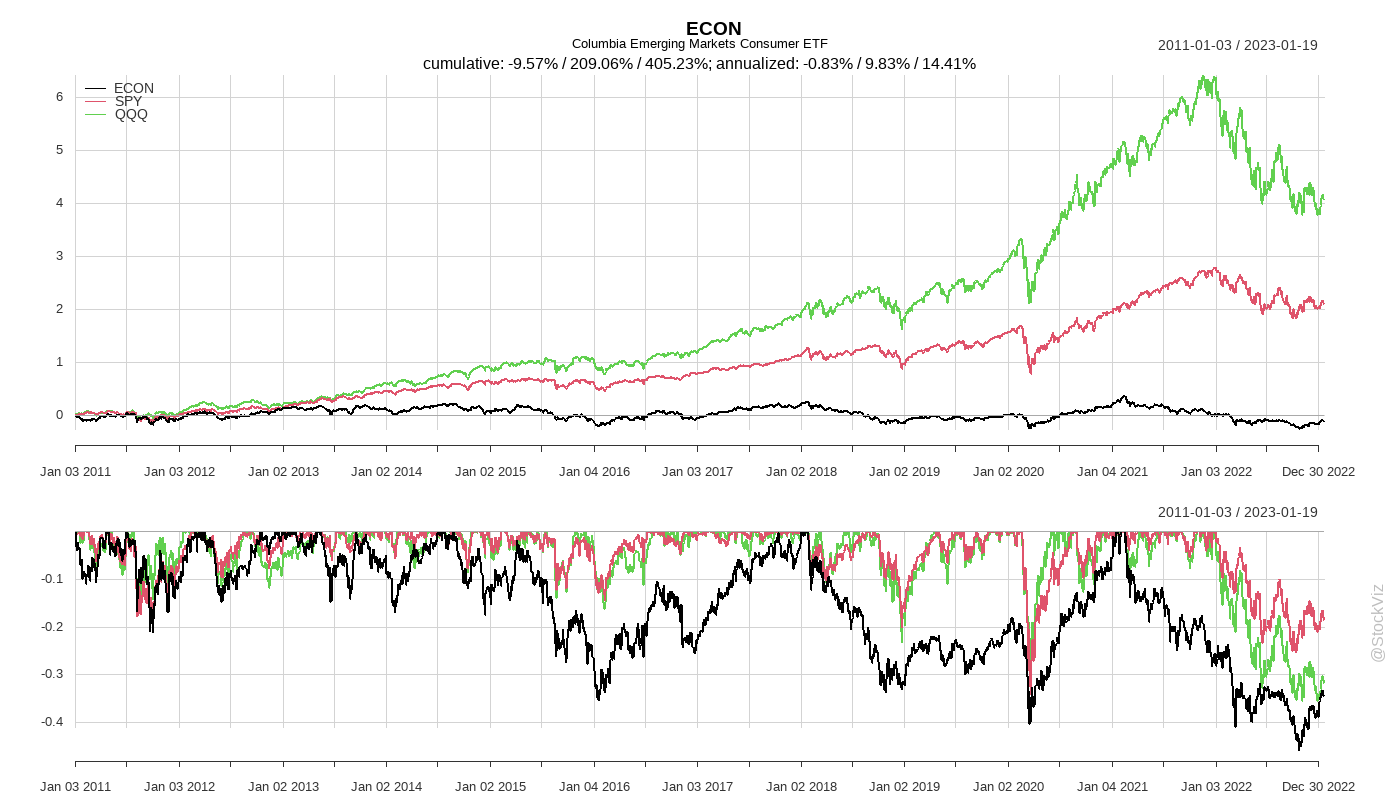 ECON
Columbia Emerging Markets Consumer ETF
2011-01-03 / 2023-01-19
cumulative: -9.57% / 209.06% / 405.23%; annualized: -0.83% / 9.83% / 14.41%
ECON
SPY
QQQ
6
5
4
3
2
1
0
Jan 03 2011 Jan 03 2012 Jan 02 2013 Jan 02 2014 Jan 02 2015 Jan 04 2016 Jan 03 2017 Jan 02 2018 Jan 02 2019 Jan 02 2020 Jan 04 2021 Jan 03 2022 Dec 30 2022
2011-01-03 / 2023-01-19
-0.1
-0.2
-0.3
-0.4
Jan 03 2011 Jan 03 2012 Jan 02 2013 Jan 02 2014 Jan 02 2015 Jan 04 2016 Jan 03 2017 Jan 02 2018 Jan 02 2019 Jan 02 2020 Jan 04 2021 Jan 03 2022 Dec 30 2022
@StockViz